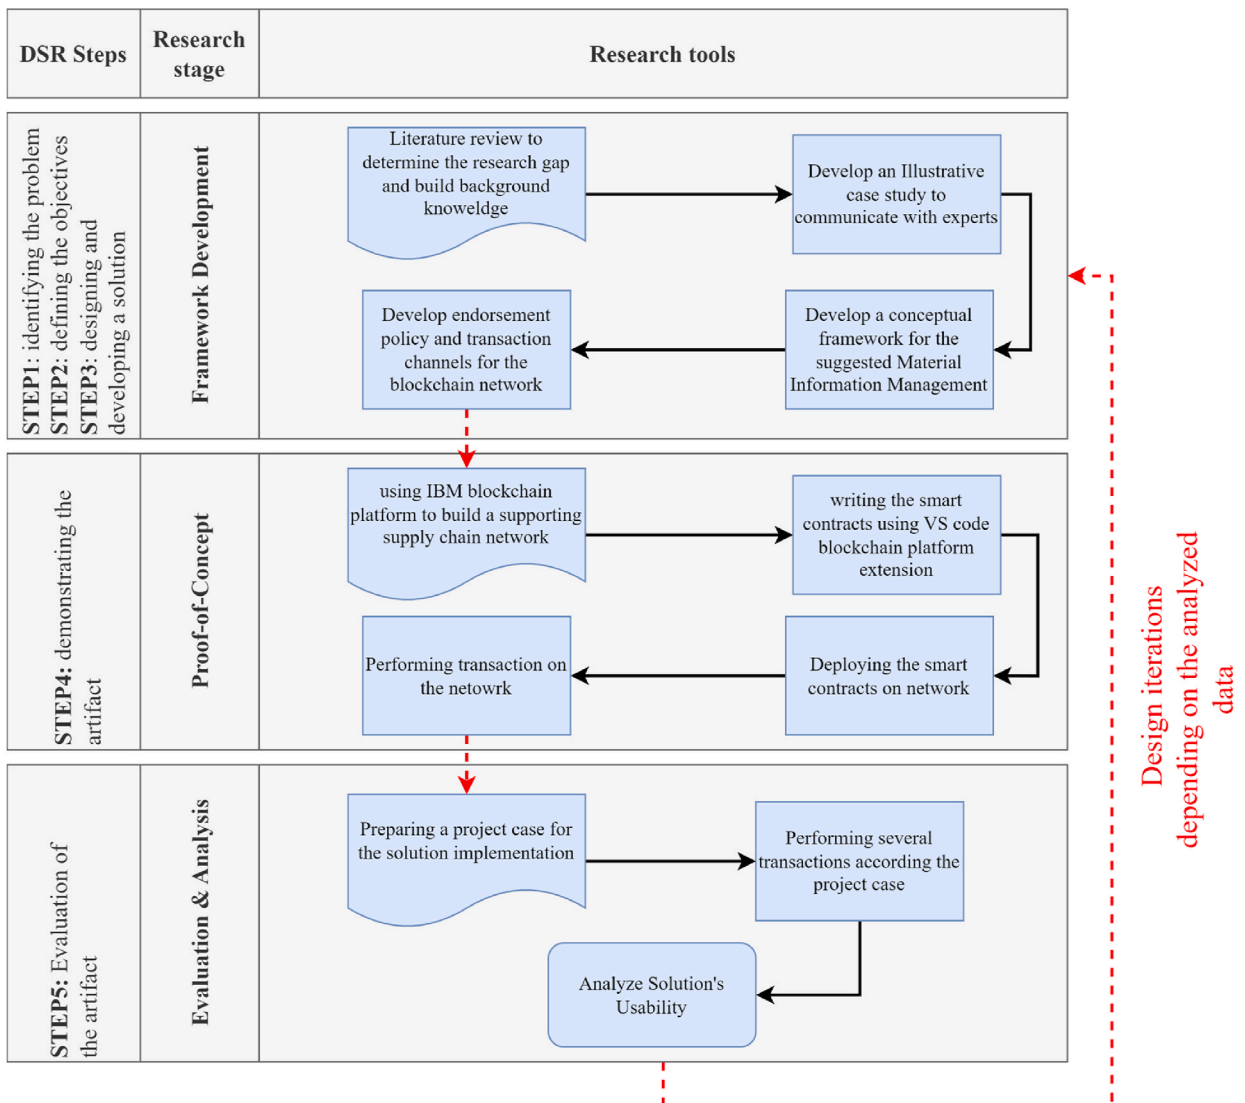 DSR Steps
Research
stage
Research tools
STEP1: identifying the problem
STEP2: defining the objectives
STEP3: designing and
developing a solution
Framework Development
Literature review to
determine the research gap
and build background
knoweldge
Develop an Illustrative
case study to
communicate with experts
Develop endorsement
policy and transaction
channels for the
blockchain network
Develop a conceptual
framework for the
suggested Material
Information Management
STEP4: demonstrating the
artifact
Proof-of-Concept
using IBM blockchain
platform to build a supporting
supply chain network
writing the smart
contracts using VS code
blockchain platform
extension
Performing transaction on
the netowrk
Deploying the smart
contracts on network
STEP5: Evaluation of
the artifact
Evaluation & Analysis
Preparing a project case for
the solution implementation
Performing several
transactions according the
project case
Analyze Solution's
Usability
Design iterations
depending on the analyzed
data